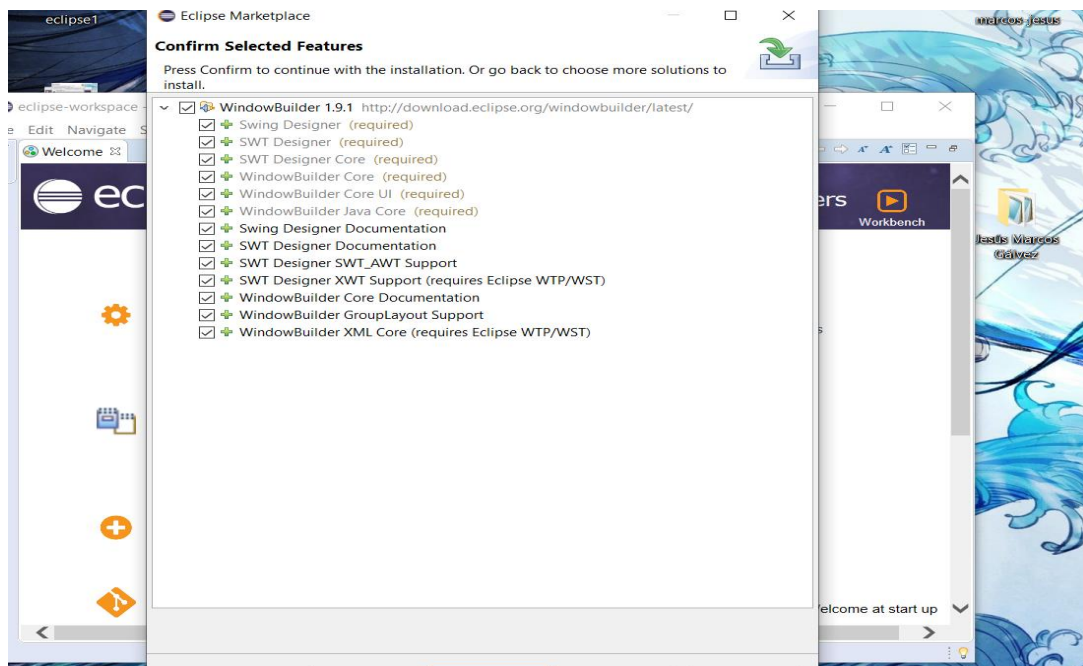 eclipse1
Eclipse Marketplace
marcos-jesus
Confirm Selected Features
Press Confirm to continue with the installation. Or go back to choose more solutions to
install.
eclipse-workspace -
WindowBuilder 1.9.1 http://download.eclipse.org/windowbuilder/latest/
e Edit Navigate S
Swing Designer (required)
SWT Designer (required)
Welcome
SWT Designer Core (required)
WindowBuilder Core (required)
WindowBuilder Core UI (required)
ec
ers
WindowBuilder Java Core (required)
Workbench
Swing Designer Documentation
Jesús Marcos
Gálvez
SWT Designer Documentation
SWT Designer SWT_AWT Support
SWT Designer XWT Support (requires Eclipse WTP/WST)
WindowBuilder Core Documentation
WindowBuilder GroupLayout Support
s
WindowBuilder XML Core (requires Eclipse WTP/WST)
elcome at start up